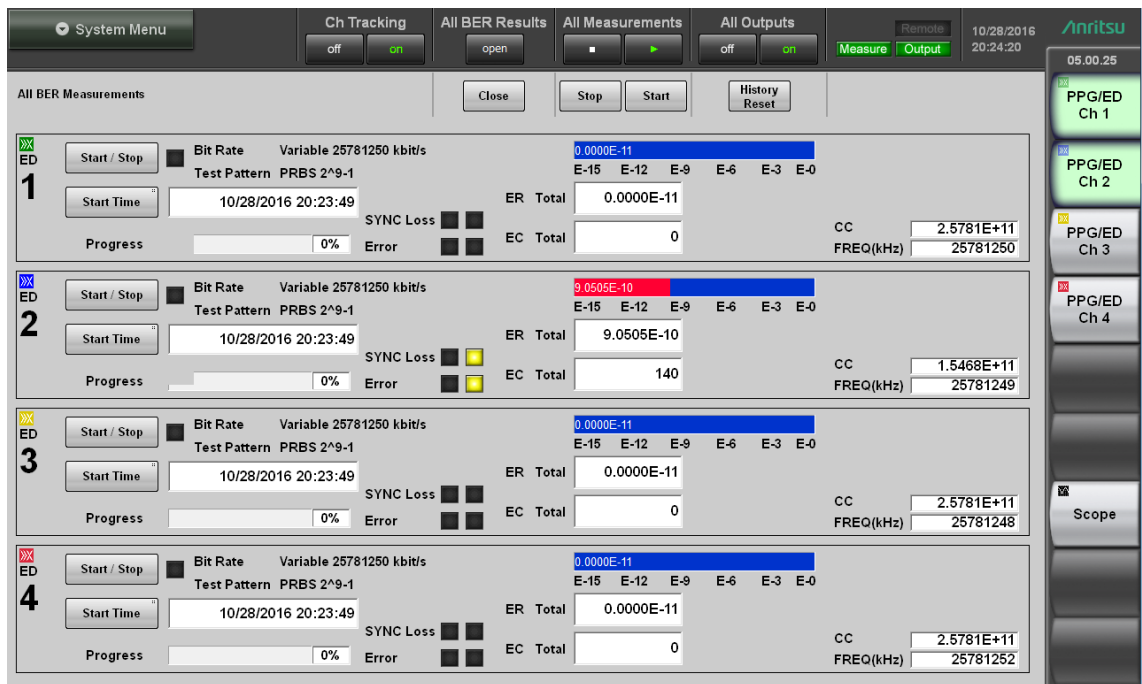 System Menu
Ch Tracking
off on
All BER Results
open
All Measurements
All Outputs
off on
Remote
Measure Output
10/28/2016
20:24:20
Anritsu
05.00.25
All BER Measurements
Close
Stop Start
History
Reset
ED
1
Start / Stop
Bit Rate Variable 25781250 kbit/s
Test Pattern PRBS 2^9-1
Start Time 10/28/2016 20:23:49
SYNC Loss
Progress 0% Error
0.0000E-11
E-15 E-12 E-9 E-6 E-3 E-0
ER Total 0.0000E-11
EC Total 0
CC 2.5781E+11
FREQ(kHz) 25781250
ED
2
Start / Stop
Bit Rate Variable 25781250 kbit/s
Test Pattern PRBS 2^9-1
Start Time 10/28/2016 20:23:49
SYNC Loss
Progress 0% Error
9.0505E-10
E-15 E-12 E-9 E-6 E-3 E-0
ER Total 9.0505E-10
EC Total 140
CC 1.5468E+11
FREQ(kHz) 25781249
ED
3
Start / Stop
Bit Rate Variable 25781250 kbit/s
Test Pattern PRBS 2^9-1
Start Time 10/28/2016 20:23:49
SYNC Loss
Progress 0% Error
0.0000E-11
E-15 E-12 E-9 E-6 E-3 E-0
ER Total 0.0000E-11
EC Total 0
CC 2.5781E+11
FREQ(kHz) 25781248
ED
4
Start / Stop
Bit Rate Variable 25781250 kbit/s
Test Pattern PRBS 2^9-1
Start Time 10/28/2016 20:23:49
SYNC Loss
Progress 0% Error
0.0000E-11
E-15 E-12 E-9 E-6 E-3 E-0
ER Total 0.0000E-11
EC Total 0
CC 2.5781E+11
FREQ(kHz) 25781252
PPG/ED
Ch 1
PPG/ED
Ch 2
PPG/ED
Ch 3
PPG/ED
Ch 4
Scope